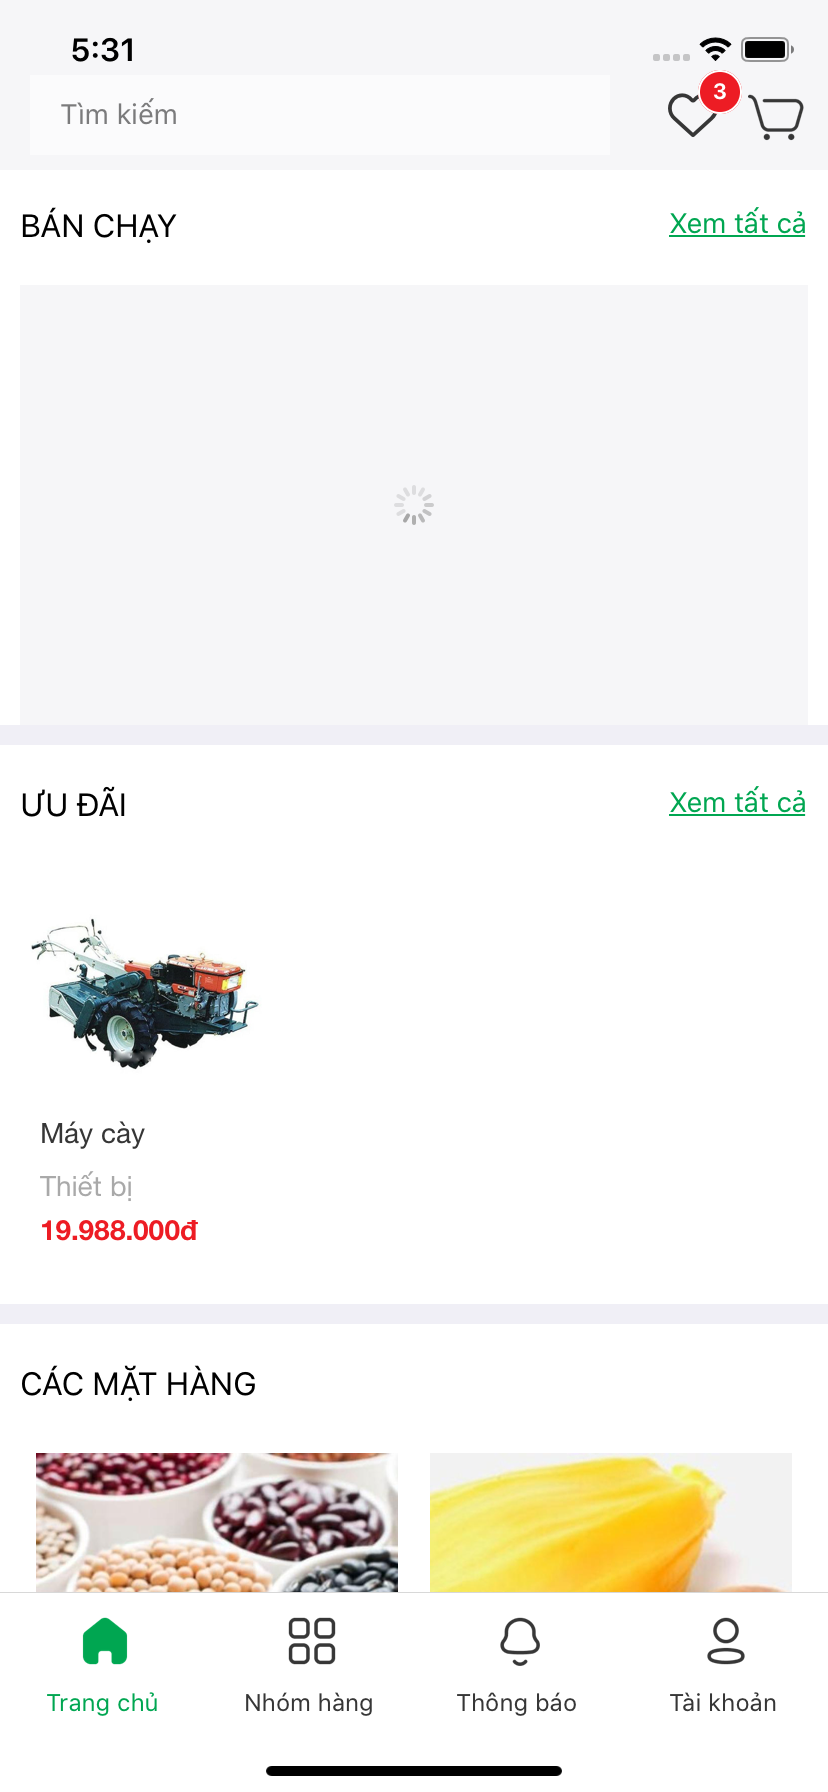 5:31
Tìm kiếm
3
BÁN CHẠY
Xem tất cả
ƯU ĐÃI
Xem tất cả
Máy cày
Thiết bị
19.988.000đ
CÁC MẶT HÀNG
Trang chủ
Nhóm hàng
Thông báo
Tài khoản